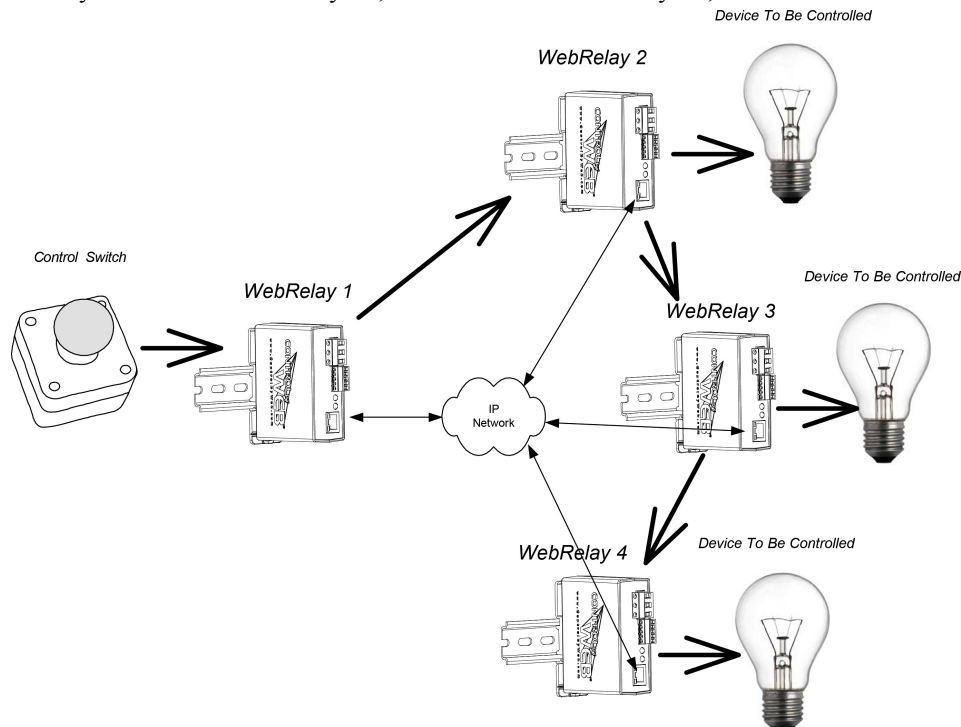 Device To Be Controlled
WebRelay 2
Control Switch
WebRelay 1
Device To Be Controlled
WebRelay 3
IP
Network
WebRelay 4
Device To Be Controlled